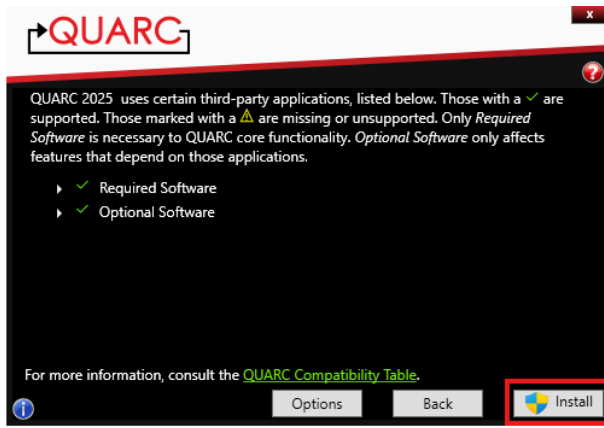 x
QUARC
?
QUARC 2025 uses certain third-party applications, listed below. Those with a ✓ are
supported. Those marked with a ⚠ are missing or unsupported. Only Required
Software is necessary to QUARC core functionality. Optional Software only affects
features that depend on those applications.
✓ Required Software
✓ Optional Software
For more information, consult the QUARC Compatibility Table.
i Options Back Install